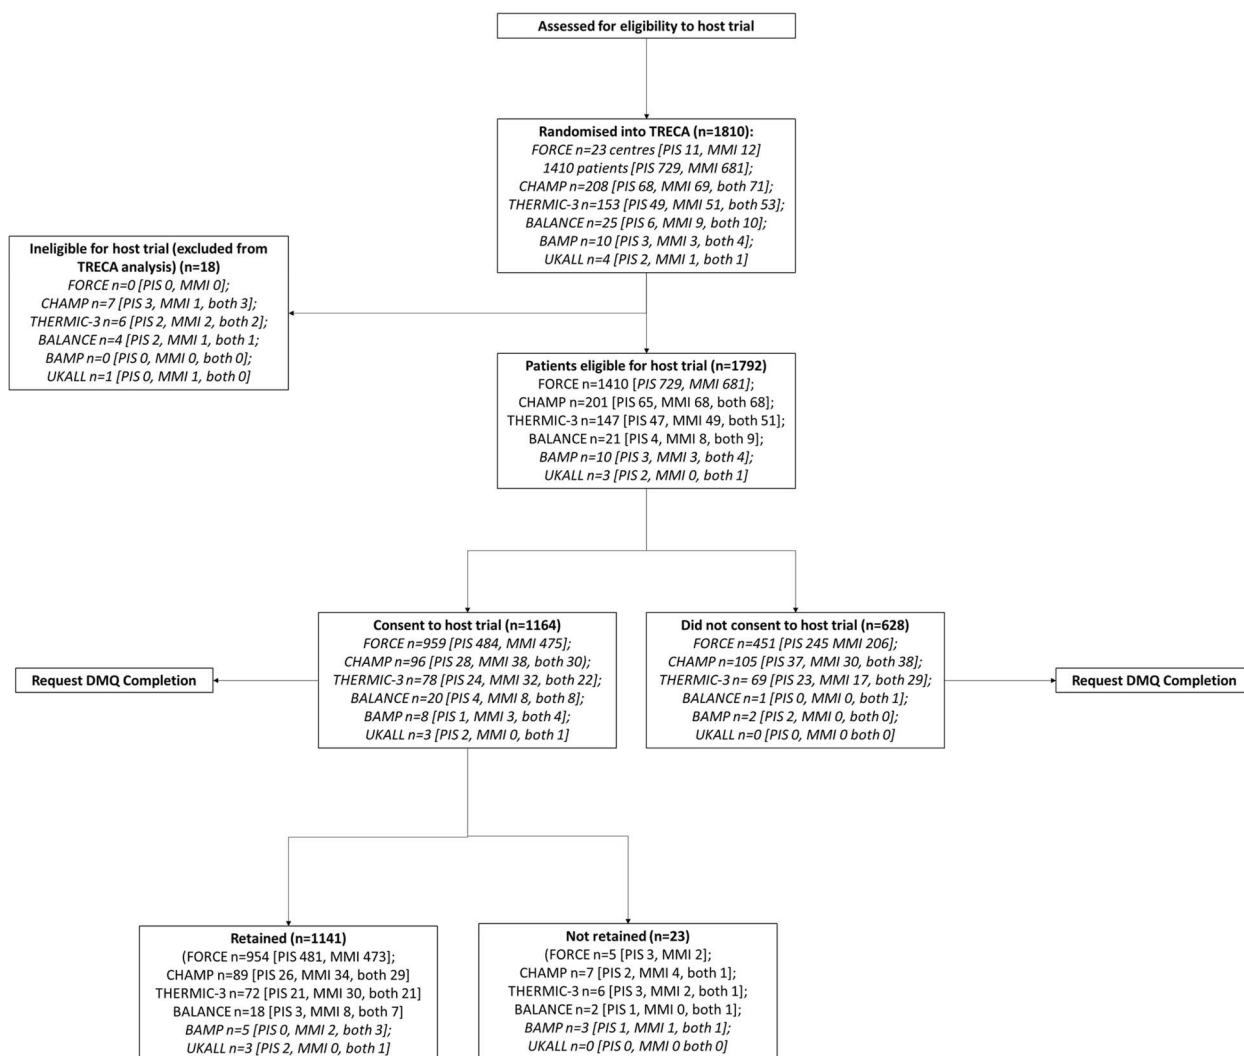 Assessed for eligibility to host trial
Randomised into TRECA (n=1810):
FORCE n=23 centres [PIS 11, MMI 12]
1410 patients [PIS 729, MMI 681];
CHAMP n=208 [PIS 68, MMI 69, both 71];
THERMIC-3 n=153 [PIS 49, MMI 51, both 53];
BALANCE n=25 [PIS 6, MMI 9, both 10];
BAMP n=10 [PIS 3, MMI 3, both 4];
UKALL n=4 [PIS 2, MMI 1, both 1]
Ineligible for host trial (excluded from
TRECA analysis) (n=18)
FORCE n=0 [PIS 0, MMI 0];
CHAMP n=7 [PIS 3, MMI 1, both 3];
THERMIC-3 n=6 [PIS 2, MMI 2, both 2];
BALANCE n=4 [PIS 2, MMI 1, both 1;
BAMP n=0 [PIS 0, MMI 0, both 0];
UKALL n=1 [PIS 0, MMI 1, both 0]
Patients eligible for host trial (n=1792)
FORCE n=1410 [PIS 729, MMI 681];
CHAMP n=201 [PIS 65, MMI 68, both 68];
THERMIC-3 n=147 [PIS 47, MMI 49, both 51];
BALANCE n=21 [PIS 4, MMI 8, both 9];
BAMP n=10 [PIS 3, MMI 3, both 4];
UKALL n=3 [PIS 2, MMI 0, both 1]
Consent to host trial (n=1164)
FORCE n=959 [PIS 484, MMI 475];
CHAMP n=96 [PIS 28, MMI 38, both 30);
THERMIC-3 n=78 [PIS 24, MMI 32, both 22];
BALANCE n=20 [PIS 4, MMI 8, both 8];
BAMP n=8 [PIS 1, MMI 3, both 4];
UKALL n=3 [PIS 2, MMI 0, both 1]
Did not consent to host trial (n=628)
FORCE n=451 [PIS 245 MMI 206];
CHAMP n=105 [PIS 37, MMI 30, both 38];
THERMIC-3 n= 69 [PIS 23, MMI 17, both 29];
BALANCE n=1 [PIS 0, MMI 0, both 1];
BAMP n=2 [PIS 2, MMI 0, both 0];
UKALL n=0 [PIS 0, MMI 0 both 0]
Request DMQ Completion
Request DMQ Completion
Retained (n=1141)
(FORCE n=954 [PIS 481, MMI 473];
CHAMP n=89 [PIS 26, MMI 34, both 29]
THERMIC-3 n=72 [PIS 21, MMI 30, both 21]
BALANCE n=18 [PIS 3, MMI 8, both 7]
BAMP n=5 [PIS 0, MMI 2, both 3];
UKALL n=3 [PIS 2, MMI 0, both 1]
Not retained (n=23)
(FORCE n=5 [PIS 3, MMI 2];
CHAMP n=7 [PIS 2, MMI 4, both 1];
THERMIC-3 n=6 [PIS 3, MMI 2, both 1];
BALANCE n=2 [PIS 1, MMI 0, both 1];
BAMP n=3 [PIS 1, MMI 1, both 1];
UKALL n=0 [PIS 0, MMI 0 both 0]